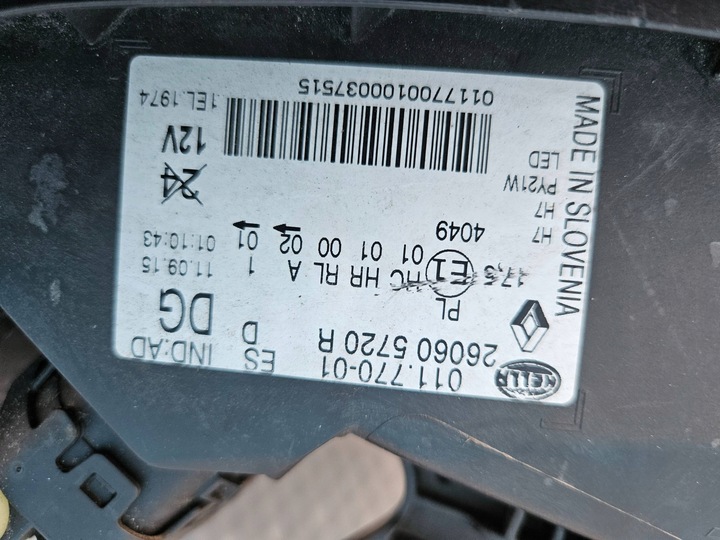 HELLA
011.770-01
26060 5720 R
ES
D
IND:AD
DG
PL
17,5 E1 HC HR RL A 1 11.09.15
01 01 00 02 01 01:10:43
4049
H7
H7
PY21W
LED
24
12V
0117700100037515
1EL.1974
MADE IN SLOVENIA